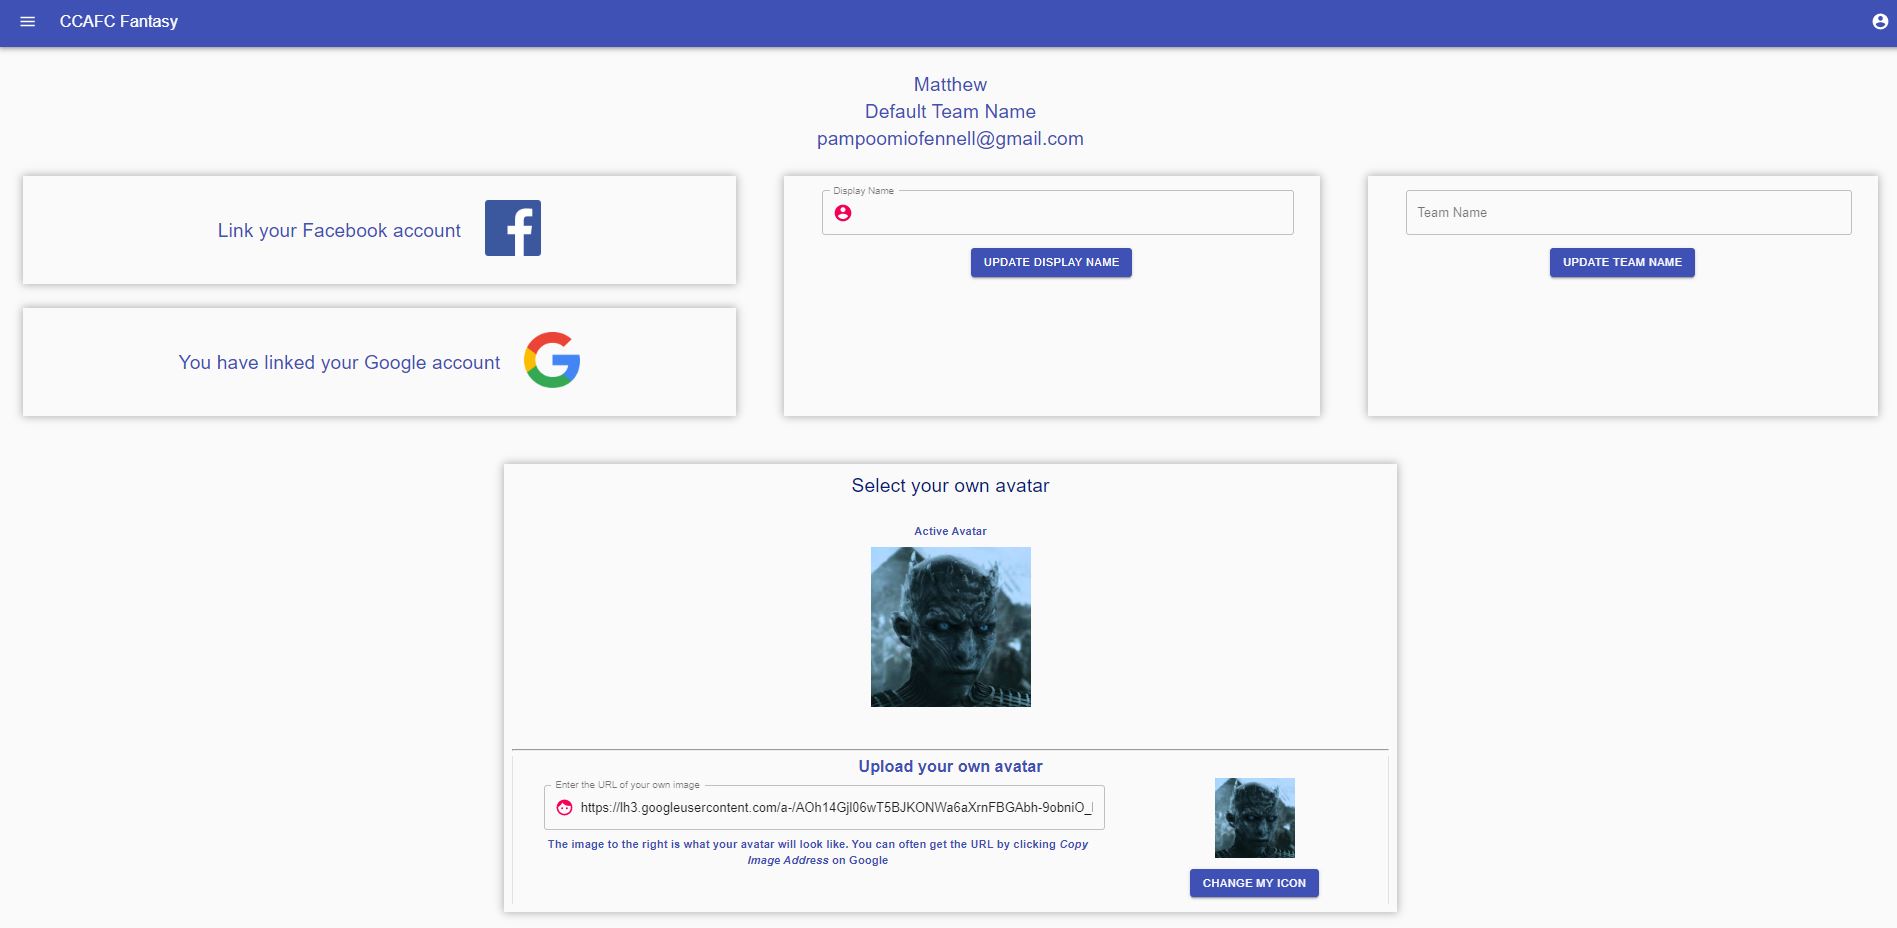 CCAFC Fantasy
Matthew
Default Team Name
pampoomiofennell@gmail.com
Link your Facebook account
You have linked your Google account
Display Name
UPDATE DISPLAY NAME
Team Name
UPDATE TEAM NAME
Select your own avatar
Active Avatar
Upload your own avatar
Enter the URL of your own image
https://lh3.googleusercontent.com/a-/AOh14Gjl06wT5BJKONWa6aXrnFBGAbh-9obniO_
The image to the right is what your avatar will look like. You can often get the URL by clicking Copy
Image Address on Google
CHANGE MY ICON